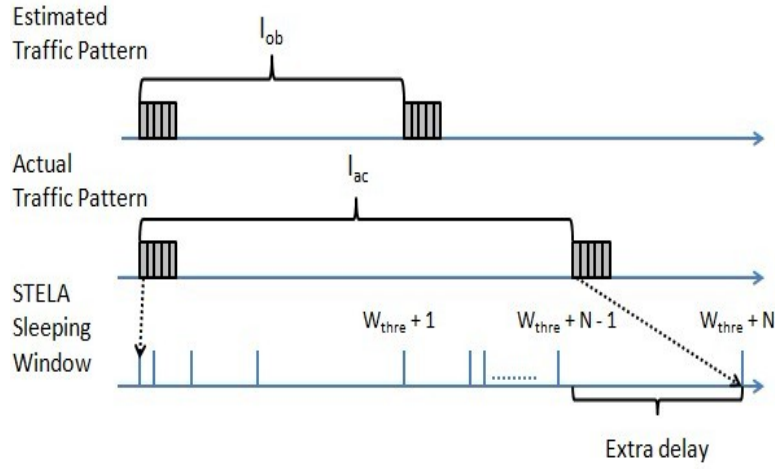 Estimated
Traffic Pattern
I_ob
Actual
Traffic Pattern
I_ac
STELA
Sleeping
Window
W_thre + 1
W_thre + N - 1
W_thre + N
Extra delay